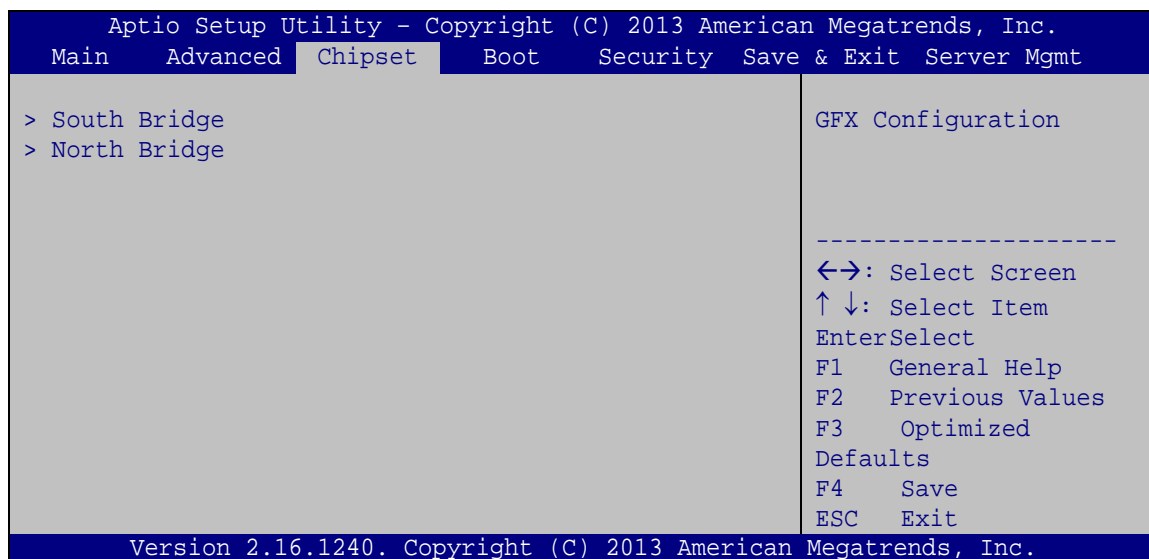 Aptio Setup Utility – Copyright (C) 2013 American Megatrends, Inc.
Main Advanced Chipset Boot Security Save & Exit Server Mgmt
> South Bridge
> North Bridge
GFX Configuration
---------------------
←→: Select Screen
↑ ↓: Select Item
EnterSelect
F1 General Help
F2 Previous Values
F3 Optimized
Defaults
F4 Save
ESC Exit
Version 2.16.1240. Copyright (C) 2013 American Megatrends, Inc.